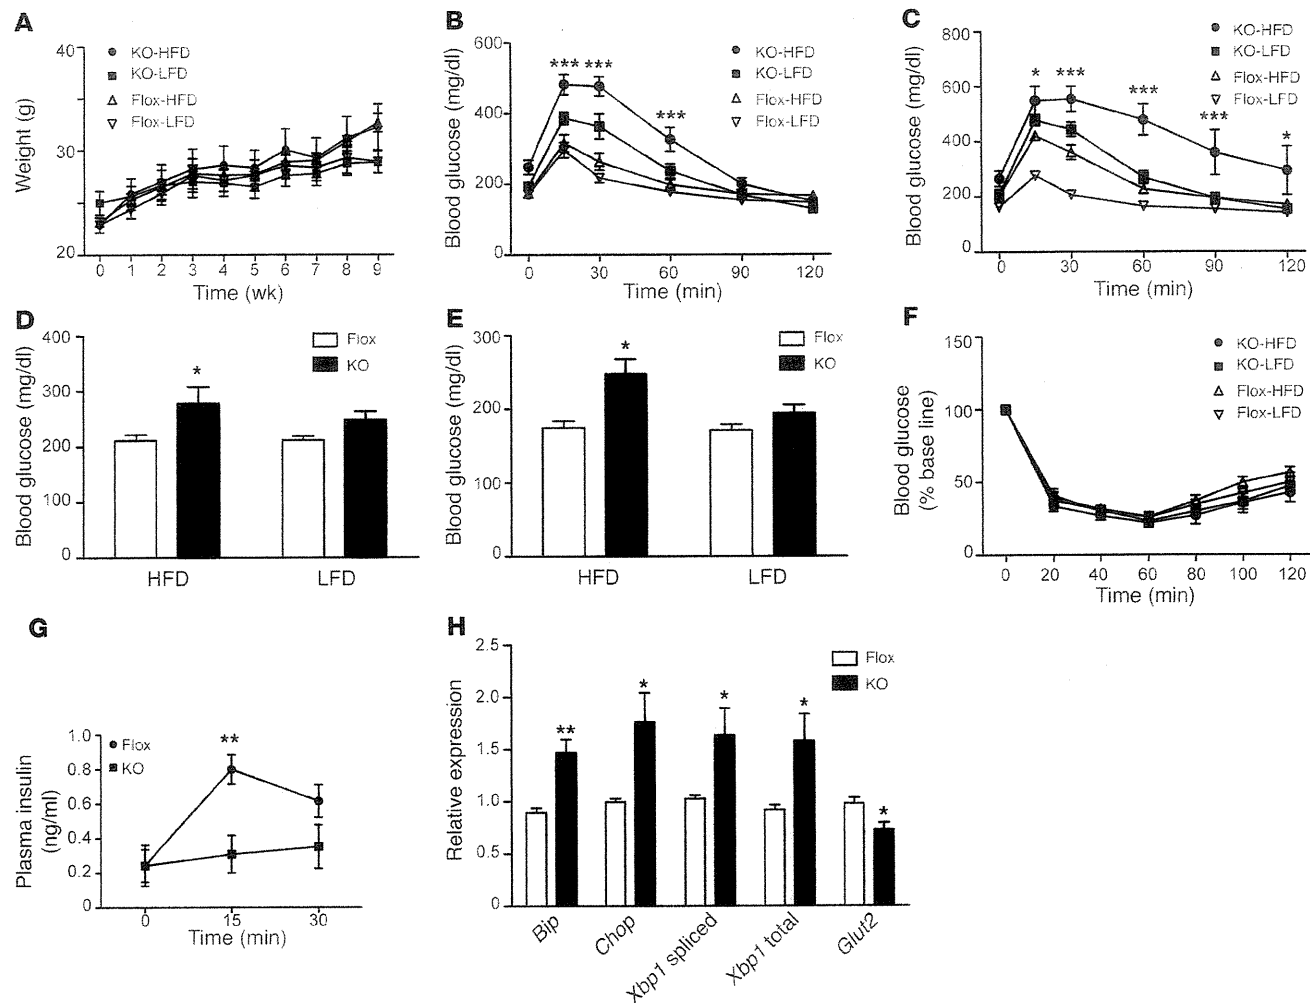 A
KO-HFD
KO-LFD
Flox-HFD
Flox-LFD
Weight (g)
40
30
20
0 1 2 3 4 5 6 7 8 9
Time (wk)
B
KO-HFD
KO-LFD
Flox-HFD
Flox-LFD
Blood glucose (mg/dl)
600
400
200
0
*** ***
***
0 30 60 90 120
Time (min)
C
KO-HFD
KO-LFD
Flox-HFD
Flox-LFD
Blood glucose (mg/dl)
800
600
400
200
0
* ***
***
***
*
0 30 60 90 120
Time (min)
D
Flox
KO
Blood glucose (mg/dl)
400
300
200
100
0
*
HFD LFD
E
Flox
KO
Blood glucose (mg/dl)
300
200
100
0
*
HFD LFD
F
KO-HFD
KO-LFD
Flox-HFD
Flox-LFD
Blood glucose
(% base line)
150
100
50
0
0 20 40 60 80 100 120
Time (min)
G
Flox
KO
Plasma insulin
(ng/ml)
1.0
0.8
0.6
0.4
0.2
0
**
0 15 30
Time (min)
H
Flox
KO
Relative expression
2.5
2.0
1.5
1.0
0.5
0
** * * * *
Bip
Chop
Xbp1 spliced
Xbp1 total
Glut2